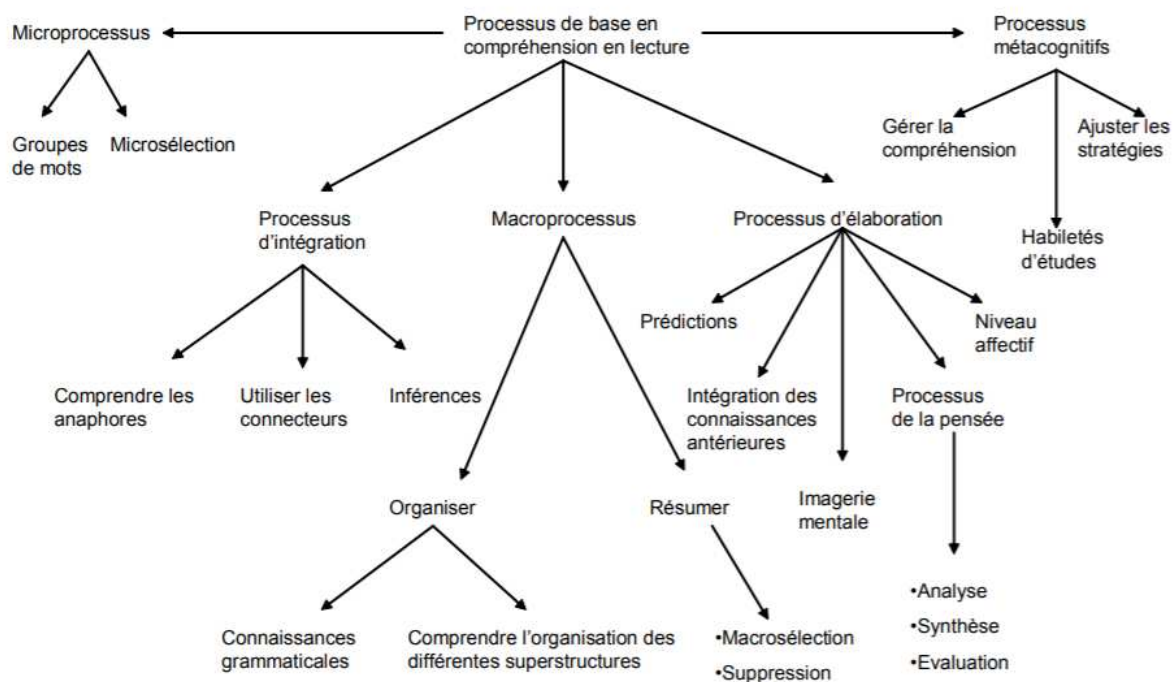 Microprocessus
Processus de base en
compréhension en lecture
Processus
métacognitifs
Groupes
de mots
Microsélection
Gérer la
compréhension
Ajuster les
stratégies
Habiletés
d'études
Processus
d'intégration
Macroprocessus
Processus d'élaboration
Prédictions
Niveau
affectif
Comprendre les
anaphores
Utiliser les
connecteurs
Inférences
Intégration des
connaissances
antérieures
Processus
de la pensée
Imagerie
mentale
Organiser
Résumer
Connaissances
grammaticales
Comprendre l'organisation des
différentes superstructures
•Macrosélection
•Suppression
•Analyse
•Synthèse
•Evaluation